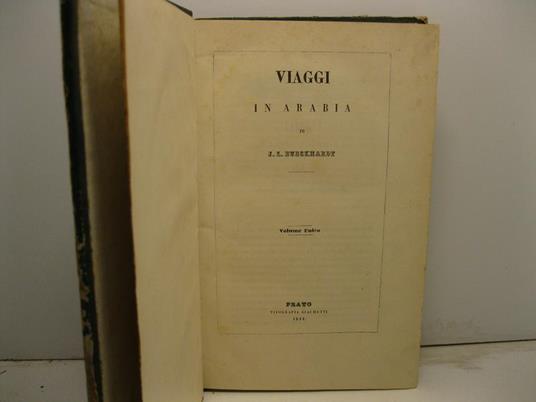 VIAGGI
IN ARABIA
DI
J. L. BURCKHARDT
Volume Unico
PRATO
TIPOGRAFIA GIACHETTI